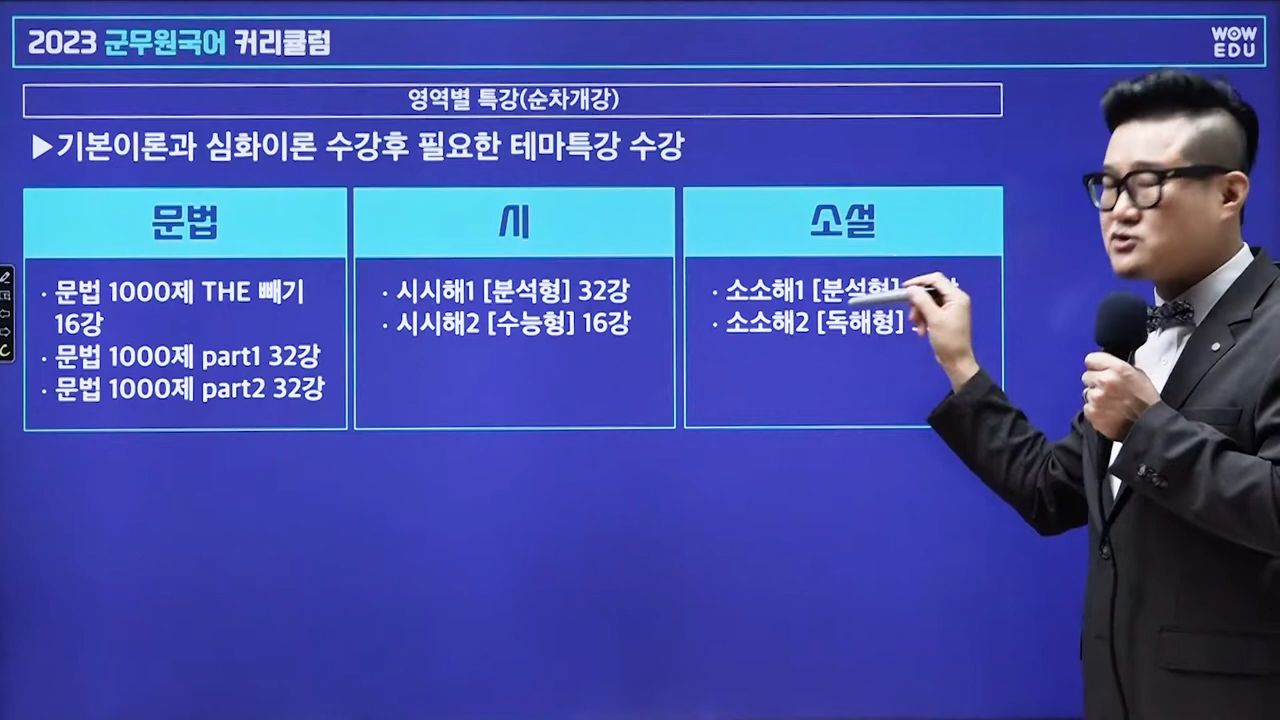 2023 군무원국어 커리큘럼
WOW
EDU
영역별 특강(순차개강)
▶기본이론과 심화이론 수강후 필요한 테마특강 수강
문법
· 문법 1000제 THE 빼기
16강
· 문법 1000제 part1 32강
· 문법 1000제 part2 32강
시
· 시시해1 [분석형] 32강
· 시시해2 [수능형] 16강
소설
· 소소해1 [분석형]
· 소소해2 [독해형]